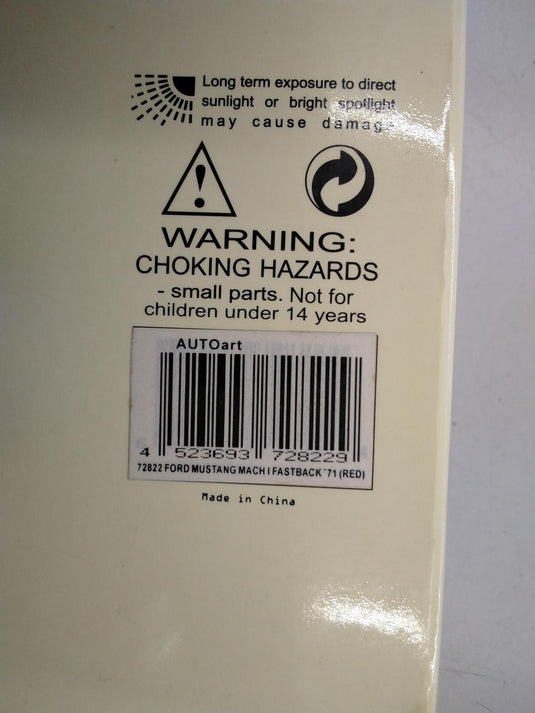 Long term exposure to direct
sunlight or bright spotlight
may cause damage
WARNING:
CHOKING HAZARDS
- small parts. Not for
children under 14 years
AUTOart
4 523693 728229
72822 FORD MUSTANG MACH I FASTBACK '71 (RED)
Made in China